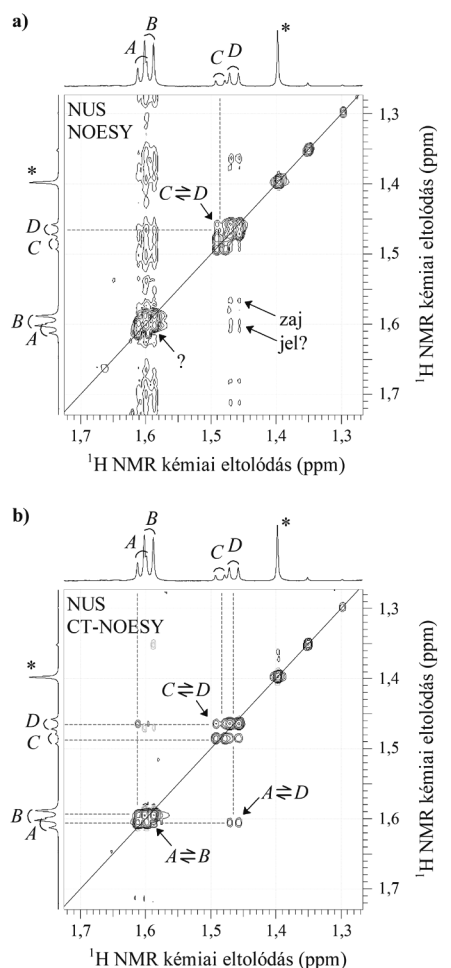 a)
A
B
C
D
*
NUS
NOESY
C⇌D
zaj
jel?
?
*
D
C
B
A
1,3
1,4
1,5
1,6
1,7
¹H NMR kémiai eltolódás (ppm)
1,7
1,6
1,5
1,4
1,3
¹H NMR kémiai eltolódás (ppm)
b)
A
B
C
D
*
NUS
CT-NOESY
C⇌D
A⇌D
A⇌B
*
D
C
B
A
1,3
1,4
1,5
1,6
1,7
¹H NMR kémiai eltolódás (ppm)
1,7
1,6
1,5
1,4
1,3
¹H NMR kémiai eltolódás (ppm)